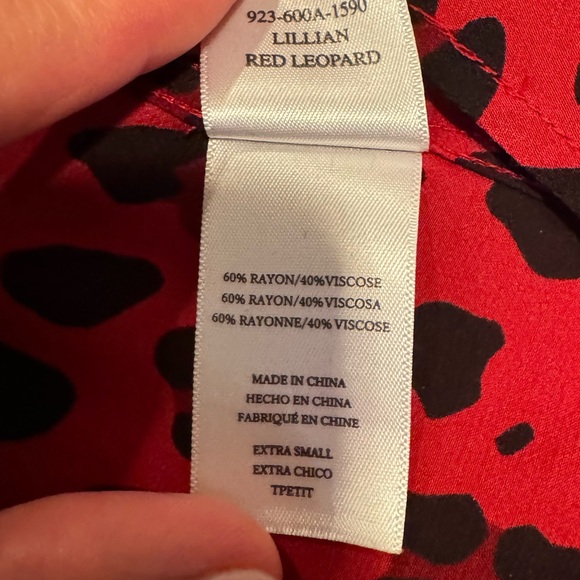 923-600A-1590
LILLIAN
RED LEOPARD
60% RAYON/40%VISCOSE
60% RAYON/40%VISCOSA
60% RAYONNE/40% VISCOSE
MADE IN CHINA
HECHO EN CHINA
FABRIQUÉ EN CHINE
EXTRA SMALL
EXTRA CHICO
TPETIT